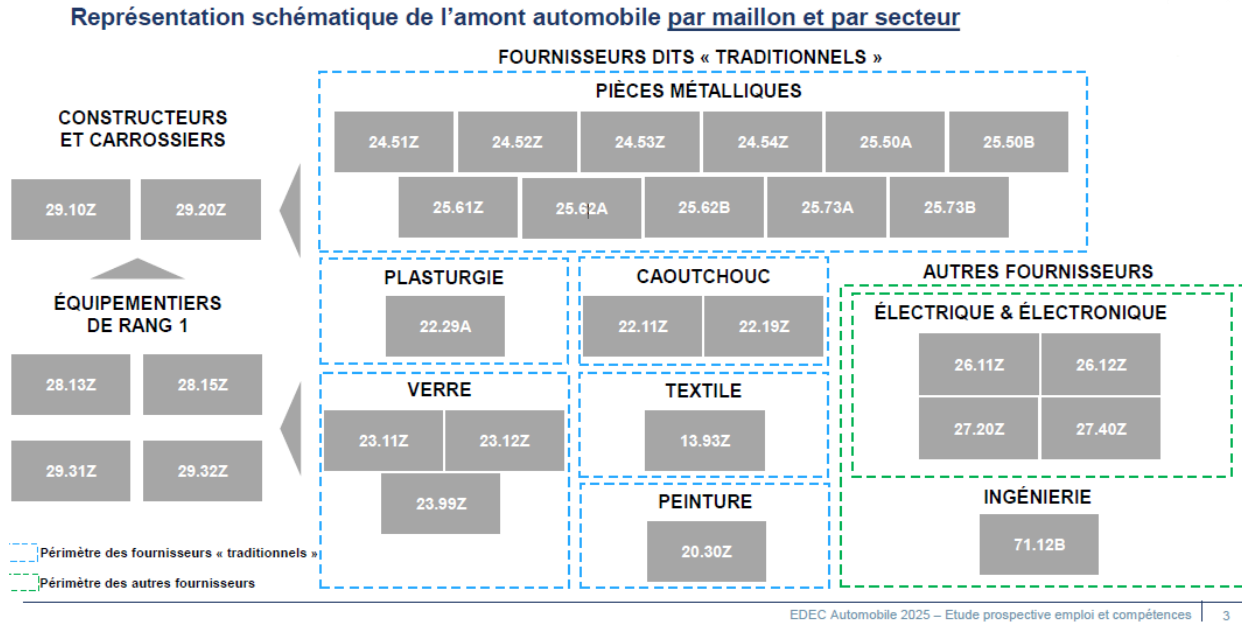 Représentation schématique de l'amont automobile par maillon et par secteur
FOURNISSEURS DITS « TRADITIONNELS »
PIÈCES MÉTALLIQUES
24.51Z 24.52Z 24.53Z 24.54Z 25.50A 25.50B
25.61Z 25.62A 25.62B 25.73A 25.73B
CONSTRUCTEURS
ET CARROSSIERS
29.10Z 29.20Z
ÉQUIPEMENTIERS
DE RANG 1
28.13Z 28.15Z
29.31Z 29.32Z
PLASTURGIE
22.29A
CAOUTCHOUC
22.11Z 22.19Z
VERRE
23.11Z 23.12Z
23.99Z
TEXTILE
13.93Z
PEINTURE
20.30Z
AUTRES FOURNISSEURS
ÉLECTRIQUE & ÉLECTRONIQUE
26.11Z 26.12Z
27.20Z 27.40Z
INGÉNIERIE
71.12B
Périmètre des fournisseurs « traditionnels »
Périmètre des autres fournisseurs
EDEC Automobile 2025 – Etude prospective emploi et compétences 3